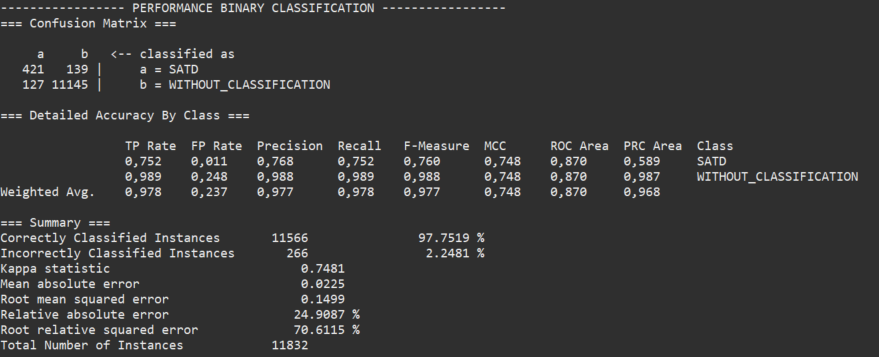 ----------------- PERFORMANCE BINARY CLASSIFICATION -----------------
=== Confusion Matrix ===
a b <-- classified as
421 139 | a = SATD
127 11145 | b = WITHOUT_CLASSIFICATION
=== Detailed Accuracy By Class ===
TP Rate FP Rate Precision Recall F-Measure MCC ROC Area PRC Area Class
0,752 0,011 0,768 0,752 0,760 0,748 0,870 0,589 SATD
0,989 0,248 0,988 0,989 0,988 0,748 0,870 0,987 WITHOUT_CLASSIFICATION
Weighted Avg. 0,978 0,237 0,977 0,978 0,977 0,748 0,870 0,968
=== Summary ===
Correctly Classified Instances 11566 97.7519 %
Incorrectly Classified Instances 266 2.2481 %
Kappa statistic 0.7481
Mean absolute error 0.0225
Root mean squared error 0.1499
Relative absolute error 24.9087 %
Root relative squared error 70.6115 %
Total Number of Instances 11832